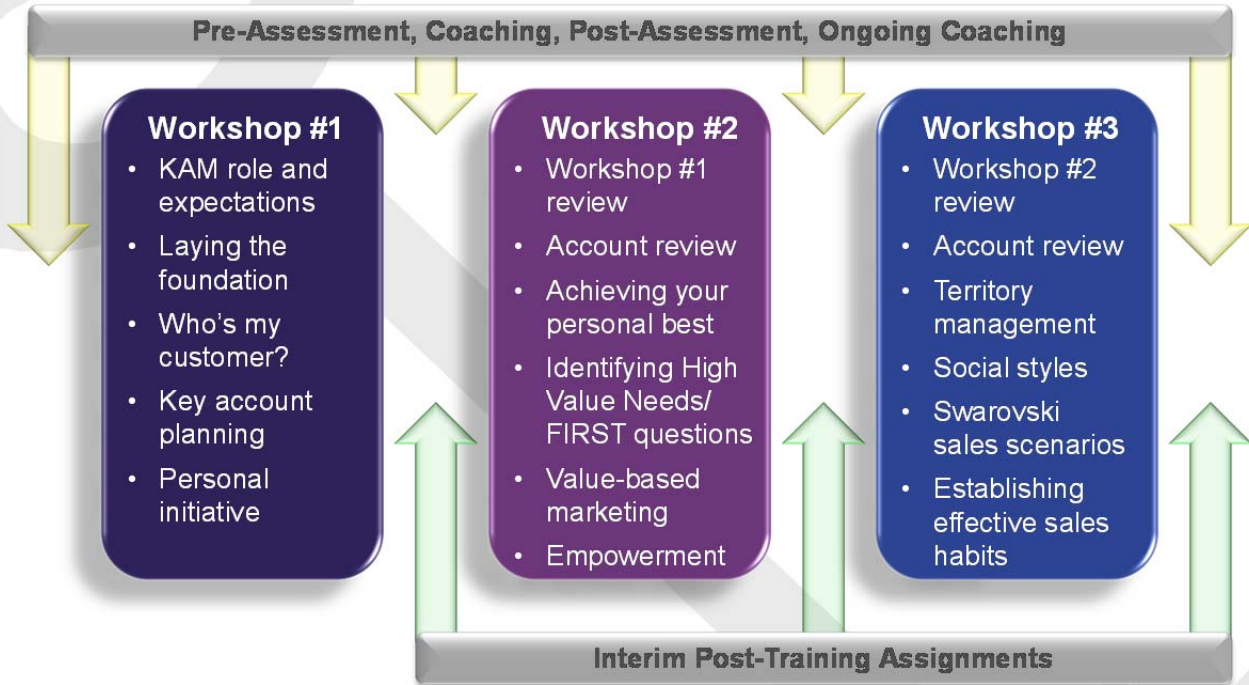 Pre-Assessment, Coaching, Post-Assessment, Ongoing Coaching
Workshop #1
• KAM role and
expectations
• Laying the
foundation
• Who's my
customer?
• Key account
planning
• Personal
initiative
Workshop #2
• Workshop #1
review
• Account review
• Achieving your
personal best
• Identifying High
Value Needs/
FIRST questions
• Value-based
marketing
• Empowerment
Workshop #3
• Workshop #2
review
• Account review
• Territory
management
• Social styles
• Swarovski
sales scenarios
• Establishing
effective sales
habits
Interim Post-Training Assignments